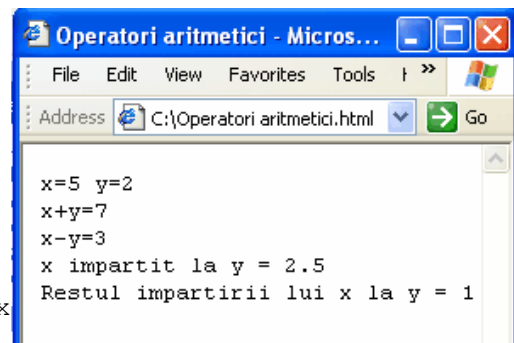 Operatori aritmetici - Micros...
File Edit View Favorites Tools »
Address C:\Operatori aritmetici.html Go
x=5 y=2
x+y=7
x-y=3
x impartit la y = 2.5
Restul impartirii lui x la y = 1
x